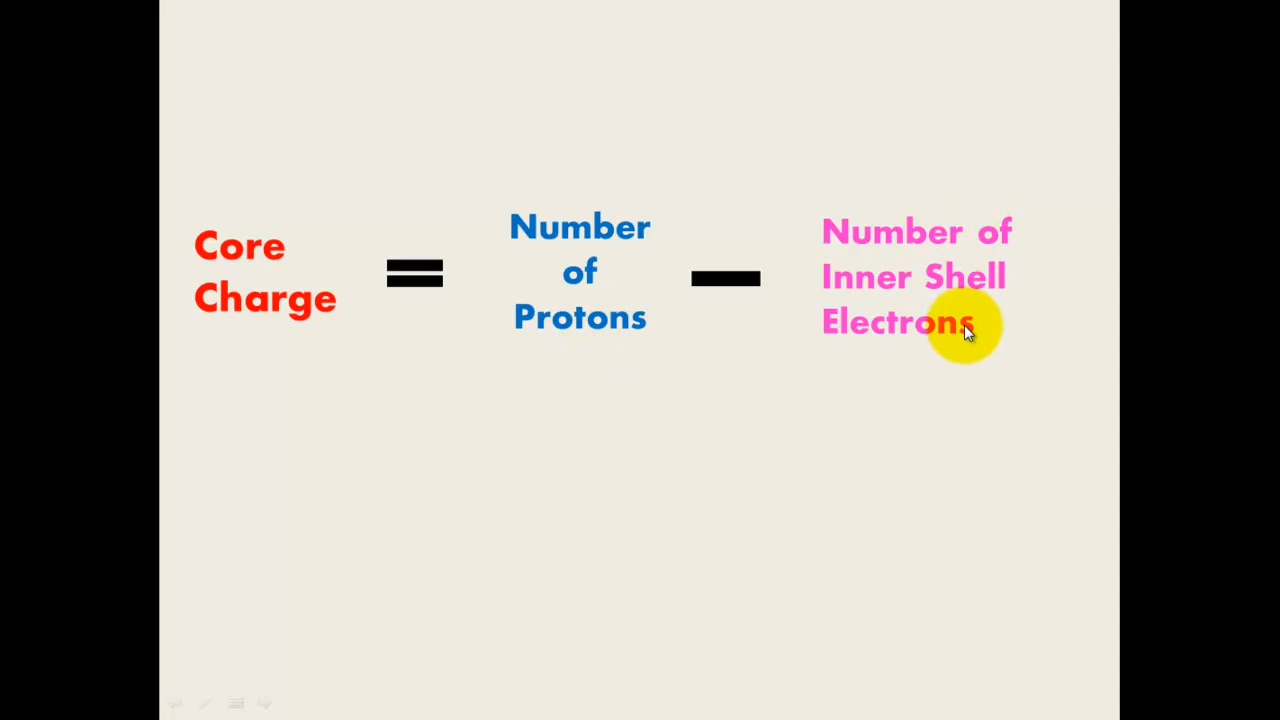 Core
Charge
=
Number
of
Protons
–
Number of
Inner Shell
Electrons